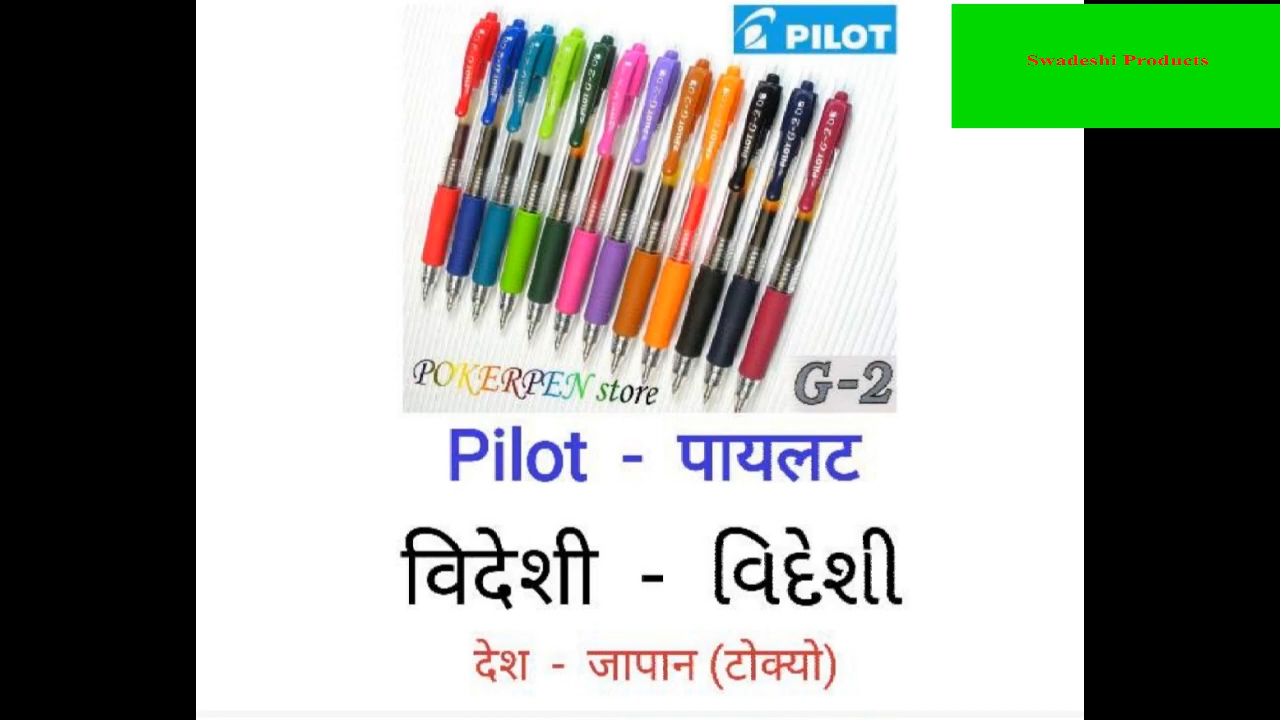 PILOT
Swadeshi Products
POKERPEN store
G-2
Pilot - पायलट
विदेशी - વિદેશી
देश - जापान (टोक्यो)